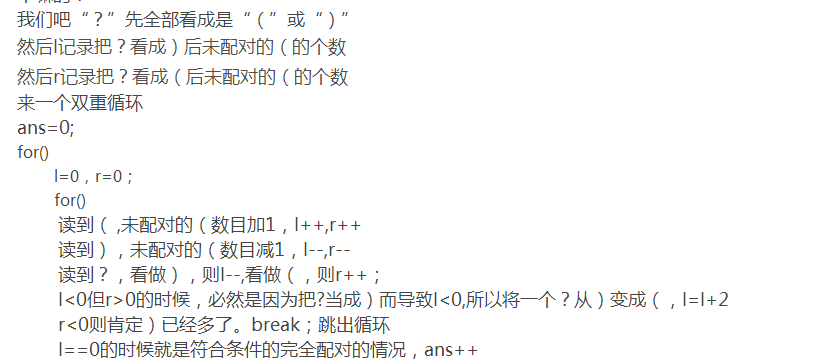 我们吧“？”先全部看成是“（”或“）”
然后l记录把？看成）后未配对的（的个数
然后r记录把？看成（后未配对的（的个数
来一个双重循环
ans=0;
for()
l=0，r=0；
for()
读到（ ,未配对的（数目加1，l++,r++
读到），未配对的（数目减1，l--,r--
读到？，看做），则l--,看做（，则r++；
l<0但r>0的时候，必然是因为把?当成）而导致l<0,所以将一个？从）变成（，l=l+2
r<0则肯定）已经多了。break；跳出循环
l==0的时候就是符合条件的完全配对的情况，ans++